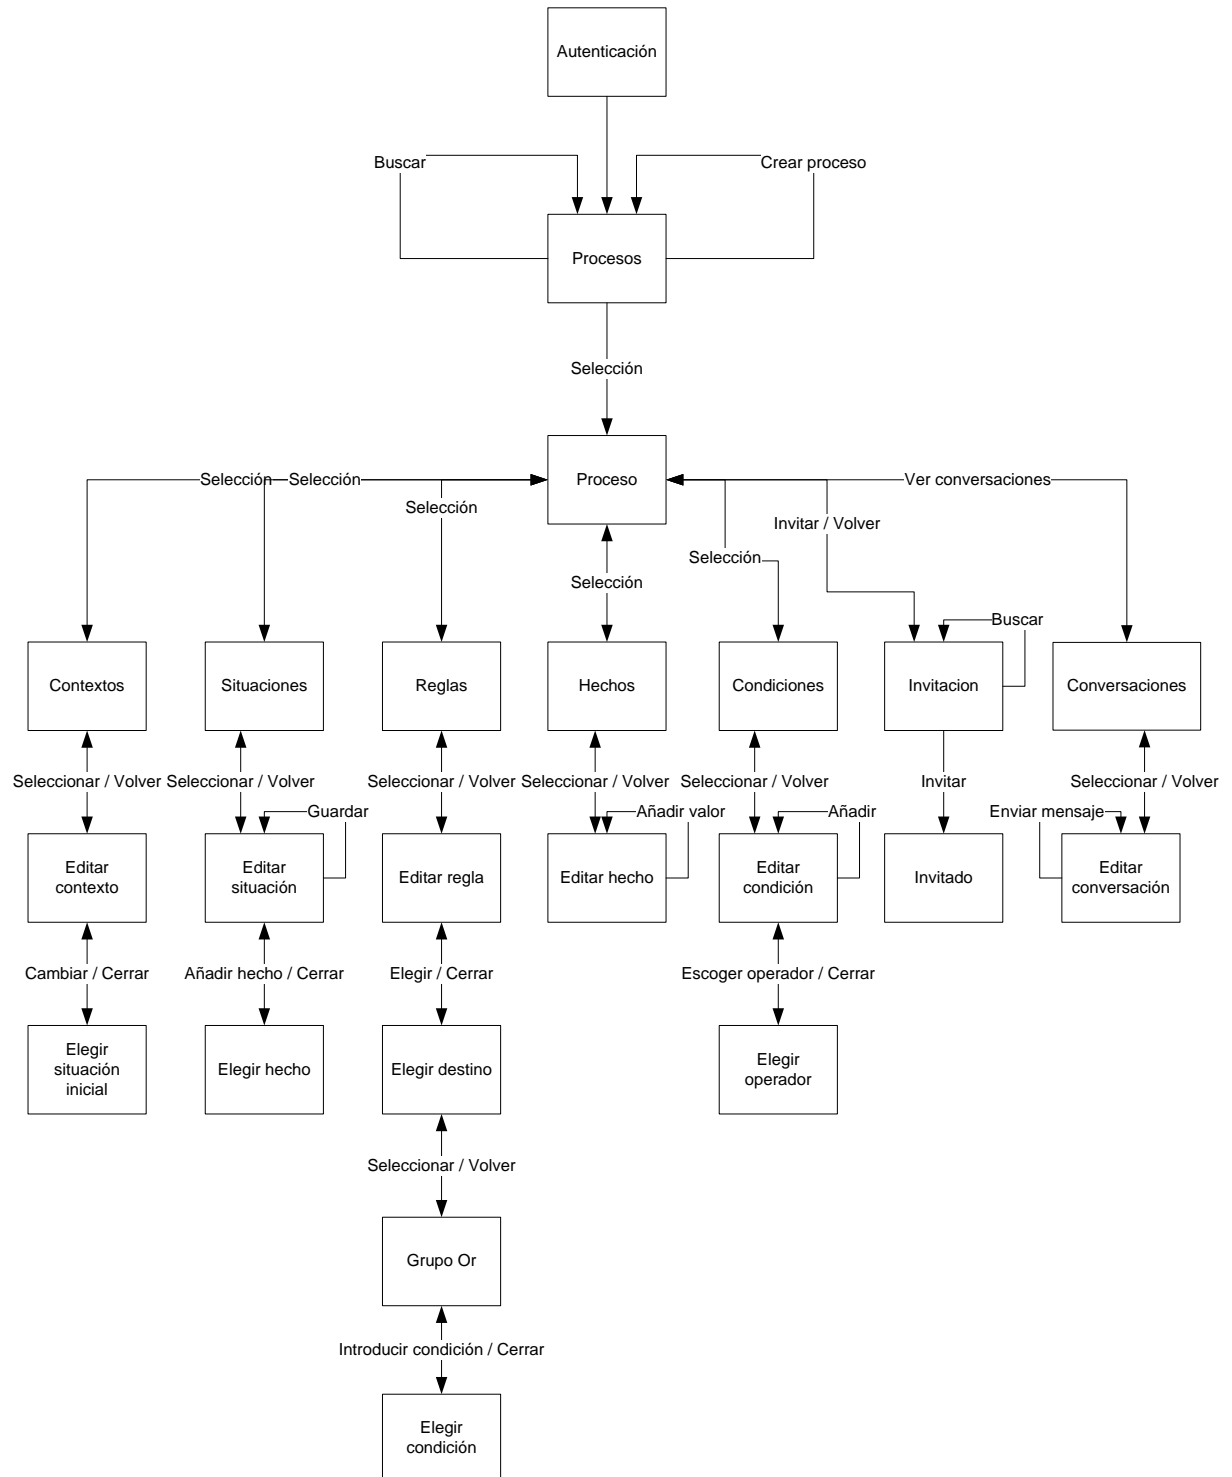 Autenticación
Buscar
Crear proceso
Procesos
Selección
Selección
Selección
Proceso
Ver conversaciones
Selección
Invitar / Volver
Selección
Selección
Buscar
Contextos
Situaciones
Reglas
Hechos
Condiciones
Invitacion
Conversaciones
Seleccionar / Volver
Seleccionar / Volver
Seleccionar / Volver
Seleccionar / Volver
Seleccionar / Volver
Invitar
Seleccionar / Volver
Guardar
Añadir valor
Añadir
Enviar mensaje
Editar
contexto
Editar
situación
Editar regla
Editar hecho
Editar
condición
Invitado
Editar
conversación
Cambiar / Cerrar
Añadir hecho / Cerrar
Elegir / Cerrar
Escoger operador / Cerrar
Elegir
situación
inicial
Elegir hecho
Elegir destino
Elegir
operador
Seleccionar / Volver
Grupo Or
Introducir condición / Cerrar
Elegir
condición